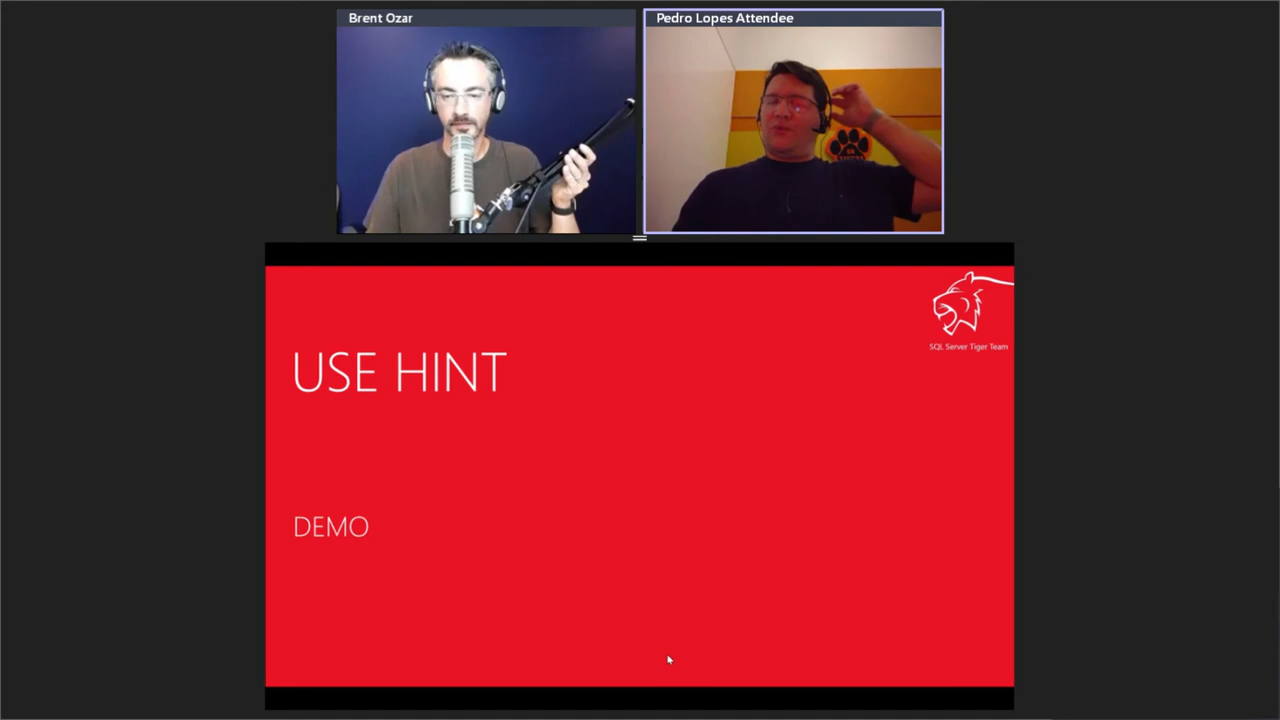 Brent Ozar
Pedro Lopes Attendee
SQL Server Tiger Team
USE HINT
DEMO